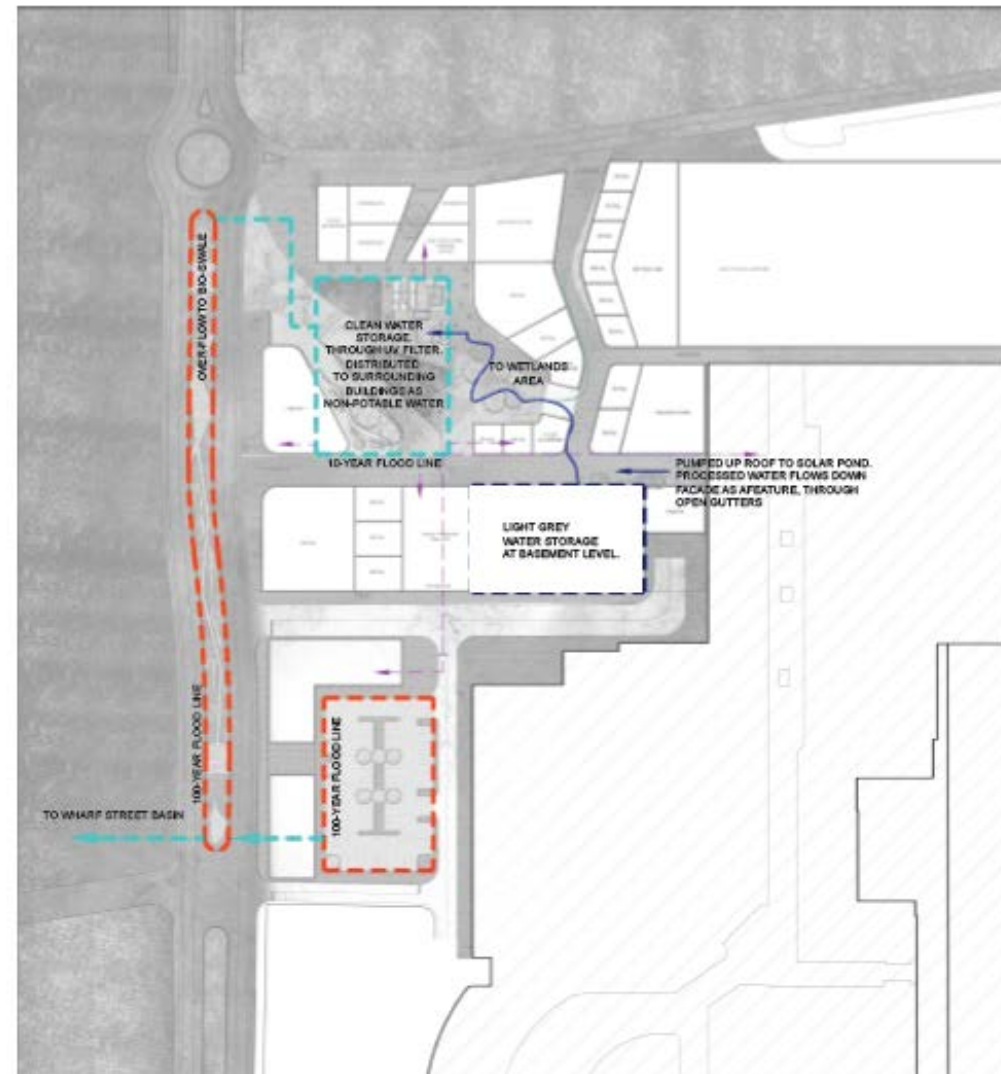 OVER-FLOW TO BIO-SWALE
CLEAN WATER
STORAGE.
THROUGH UV FILTER.
DISTRIBUTED
TO SURROUNDING
BUILDINGS AS
NON-POTABLE WATER
TO WETLANDS
AREA
10-YEAR FLOOD LINE
PUMPED UP ROOF TO SOLAR POND.
PROCESSED WATER FLOWS DOWN
FACADE AS AFEATURE, THROUGH
OPEN GUTTERS
LIGHT GREY
WATER STORAGE
AT BASEMENT LEVEL.
100-YEAR FLOOD LINE
100-YEAR FLOOD LINE
TO WHARF STREET BASIN